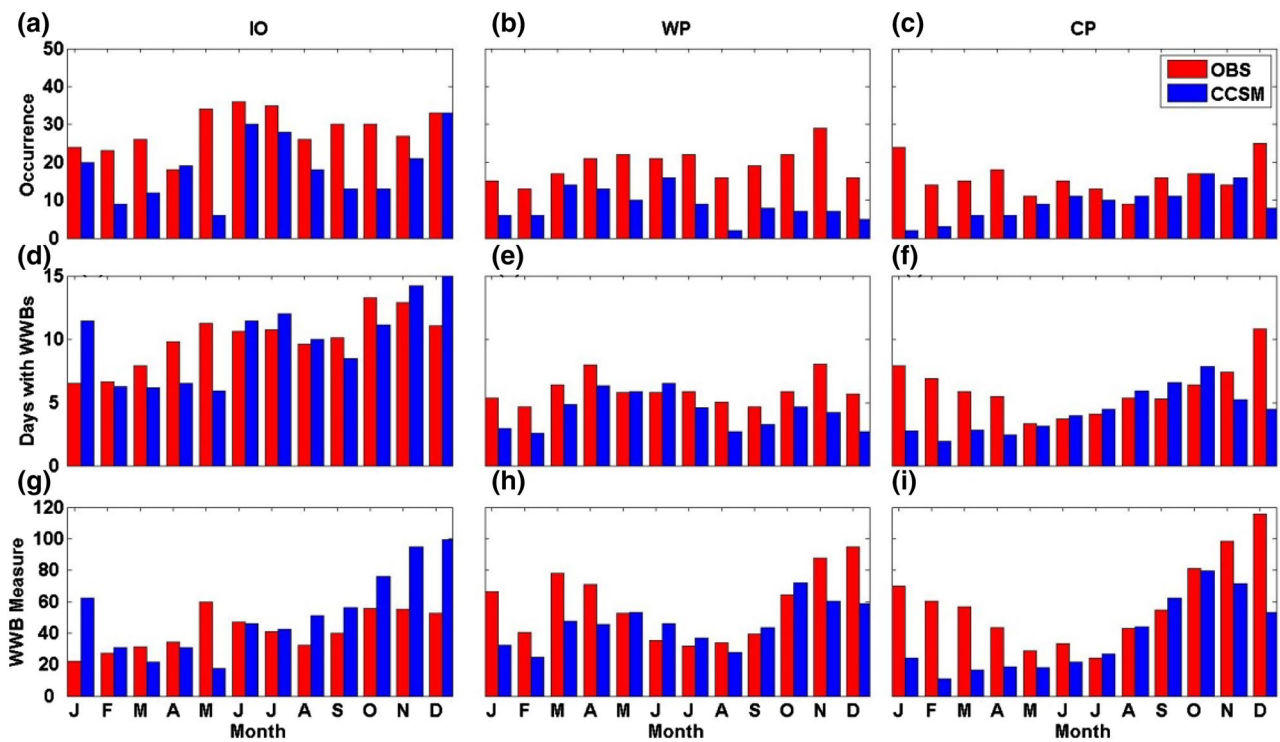 (a) IO (b) WP (c) CP
50
40
30
20
10
0
Occurrence
OBS
CCSM
(d) (e) (f)
15
10
5
0
Days with WWBs
(g) (h) (i)
120
100
80
60
40
20
0
WWB Measure
J F M A M J J A S O N D J F M A M J J A S O N D J F M A M J J A S O N D
Month Month Month